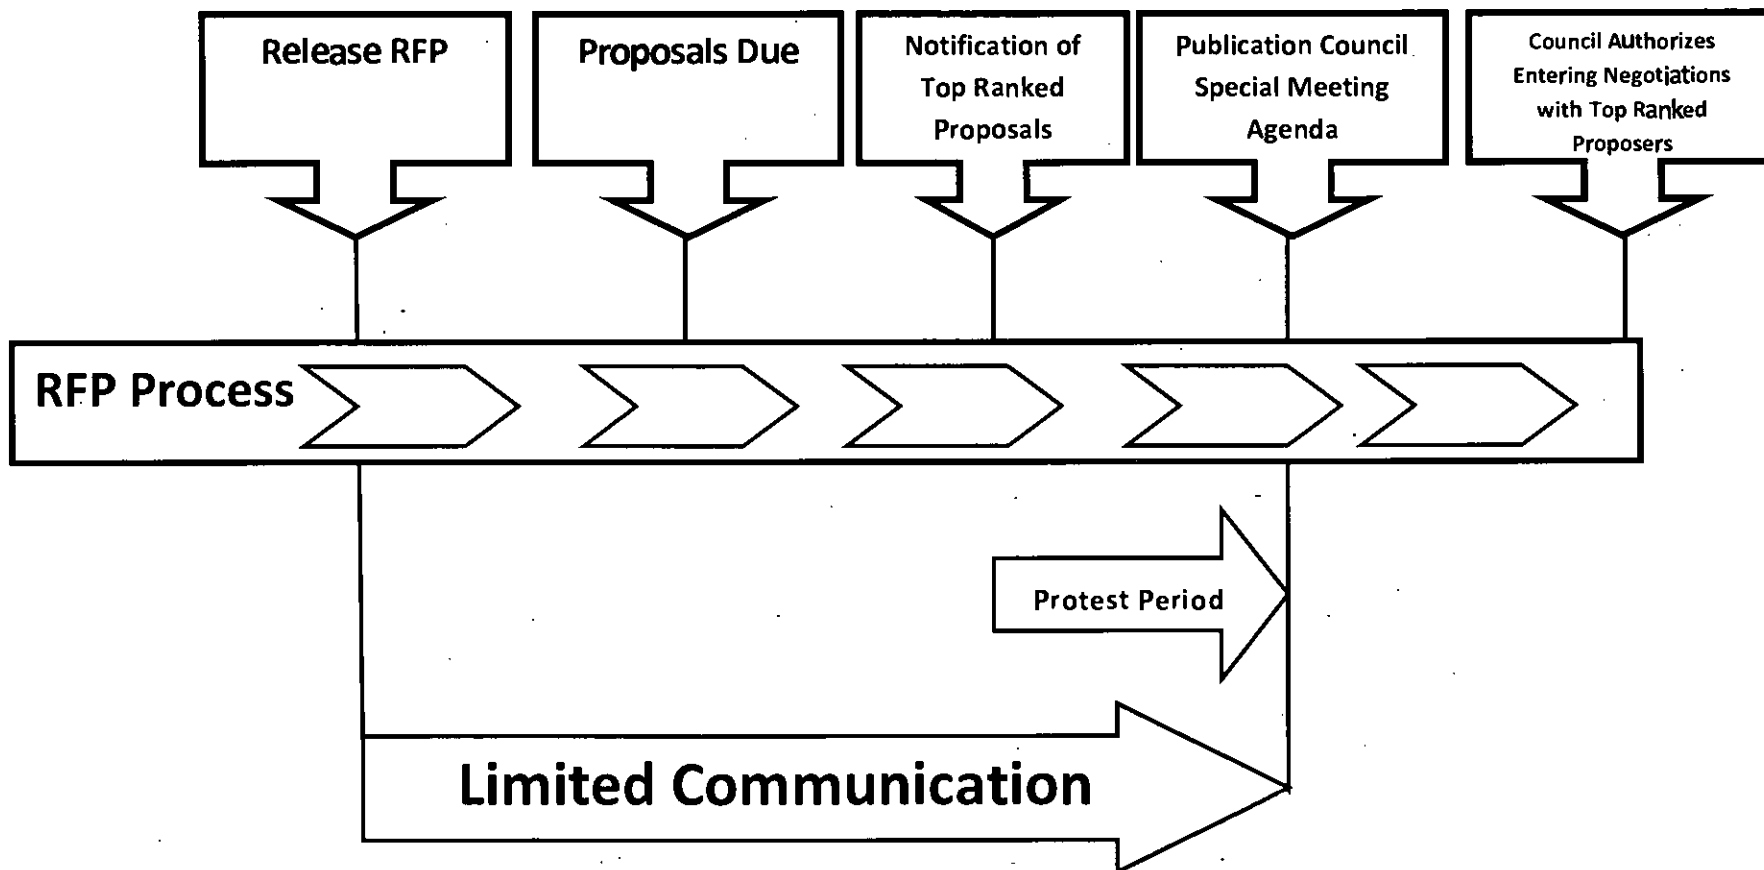 Release RFP
Proposals Due
Notification of
Top Ranked
Proposals
Publication Council
Special Meeting
Agenda
Council Authorizes
Entering Negotiations
with Top Ranked
Proposers
RFP Process
Protest Period
Limited Communication